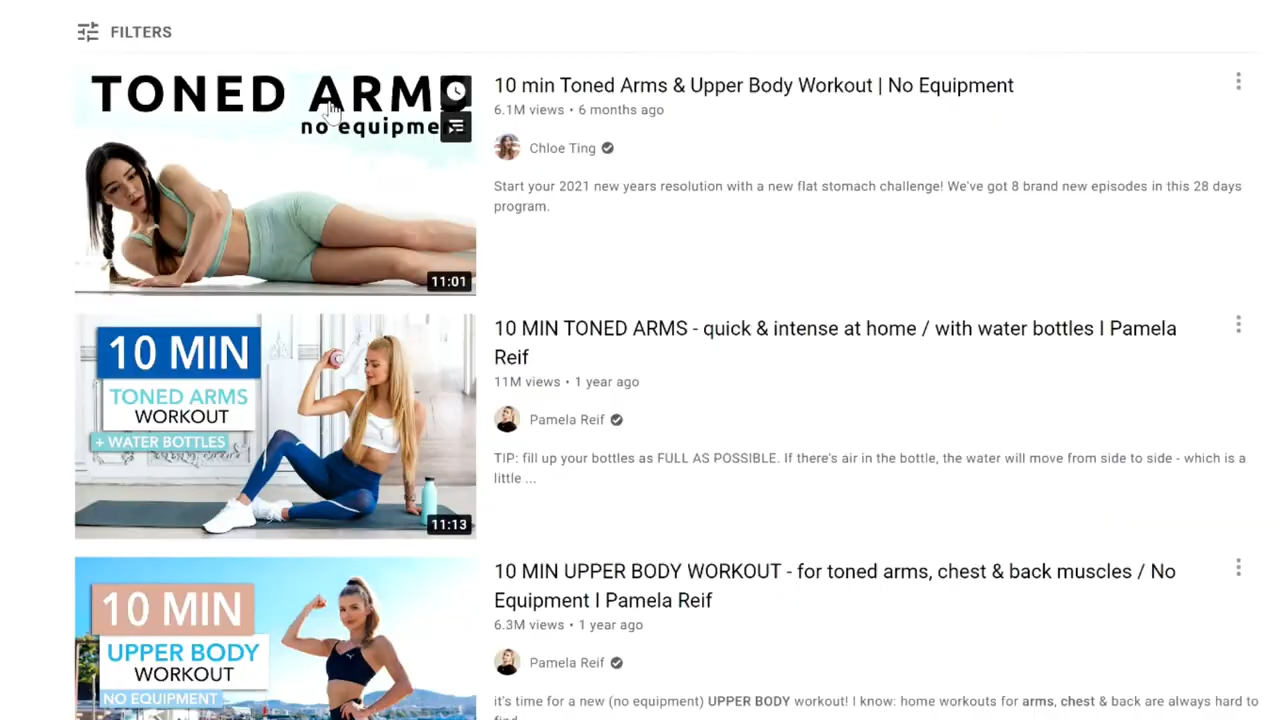 FILTERS
TONED ARMS
no equipment
11:01
10 min Toned Arms & Upper Body Workout | No Equipment
6.1M views • 6 months ago
Chloe Ting
Start your 2021 new years resolution with a new flat stomach challenge! We've got 8 brand new episodes in this 28 days
program.
10 MIN
TONED ARMS
WORKOUT
+ WATER BOTTLES
11:13
10 MIN TONED ARMS - quick & intense at home / with water bottles I Pamela
Reif
11M views • 1 year ago
Pamela Reif
TIP: fill up your bottles as FULL AS POSSIBLE. If there's air in the bottle, the water will move from side to side - which is a
little ...
10 MIN
UPPER BODY
WORKOUT
NO EQUIPMENT
10 MIN UPPER BODY WORKOUT - for toned arms, chest & back muscles / No
Equipment I Pamela Reif
6.3M views • 1 year ago
Pamela Reif
it's time for a new (no equipment) UPPER BODY workout! I know: home workouts for arms, chest & back are always hard to